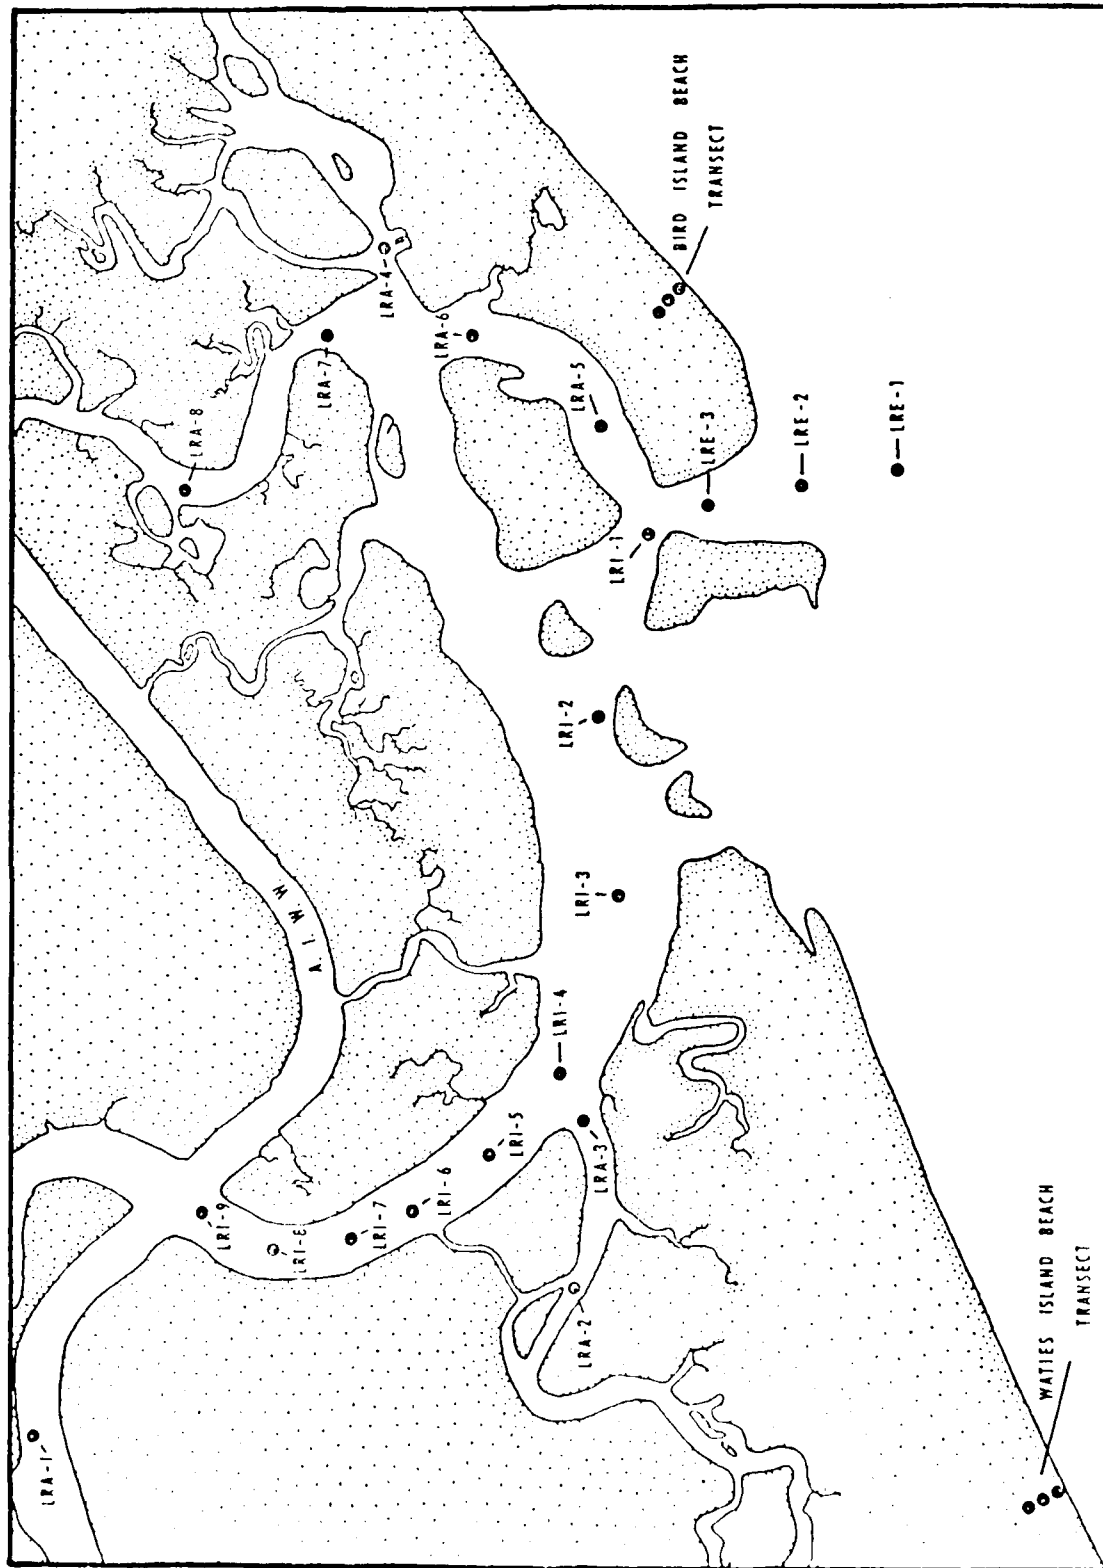 BIRD ISLAND BEACH
TRANSECT
LRA-4
LRA-6
LRA-7
LRA-8
LRA-5
LRE-3
LRE-2
LRE-1
LRI-1
LRI-2
LRI-3
AIWW
LRI-4
LRI-5
LRI-6
LRA-3
LRI-7
LRI-8
LRI-9
LRA-2
LRA-1
WATIES ISLAND BEACH
TRANSECT